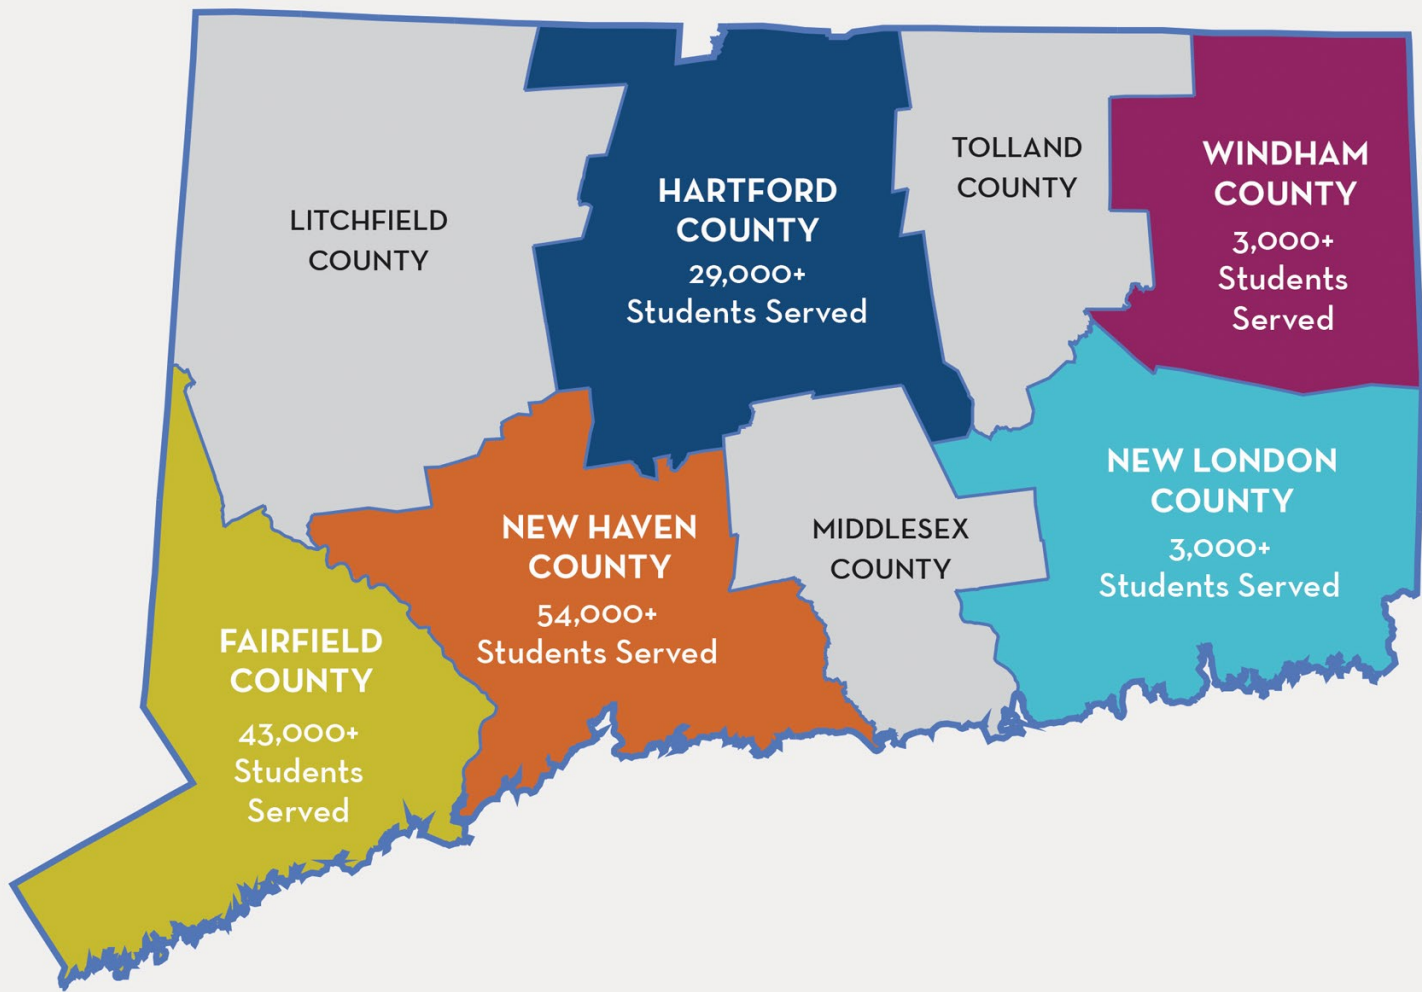 LITCHFIELD
COUNTY
HARTFORD
COUNTY
29,000+
Students Served
TOLLAND
COUNTY
WINDHAM
COUNTY
3,000+
Students
Served
NEW LONDON
COUNTY
3,000+
Students Served
MIDDLESEX
COUNTY
NEW HAVEN
COUNTY
54,000+
Students Served
FAIRFIELD
COUNTY
43,000+
Students
Served